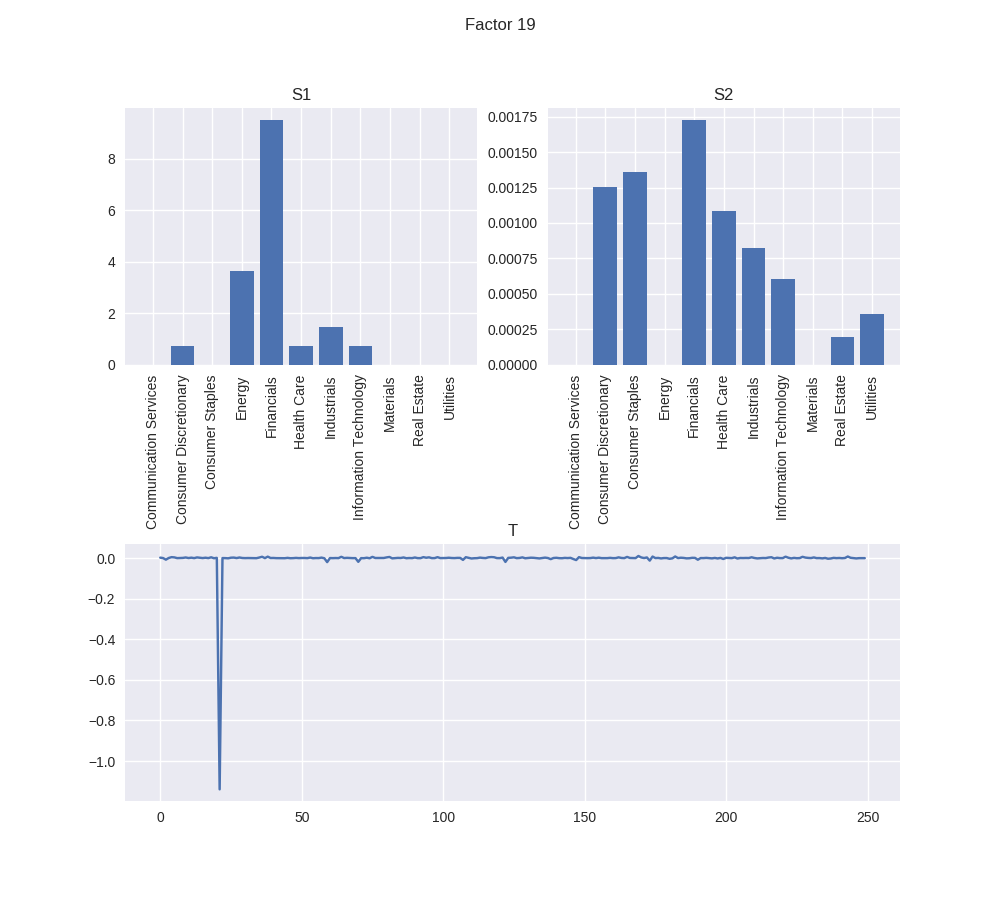 Factor 19
S1
S2
8
6
4
2
0
0.00175
0.00150
0.00125
0.00100
0.00075
0.00050
0.00025
0.00000
Communication Services
Consumer Discretionary
Consumer Staples
Energy
Financials
Health Care
Industrials
Information Technology
Materials
Real Estate
Utilities
Communication Services
Consumer Discretionary
Consumer Staples
Energy
Financials
Health Care
Industrials
Information Technology
Materials
Real Estate
Utilities
T
0.0
−0.2
−0.4
−0.6
−0.8
−1.0
0
50
100
150
200
250